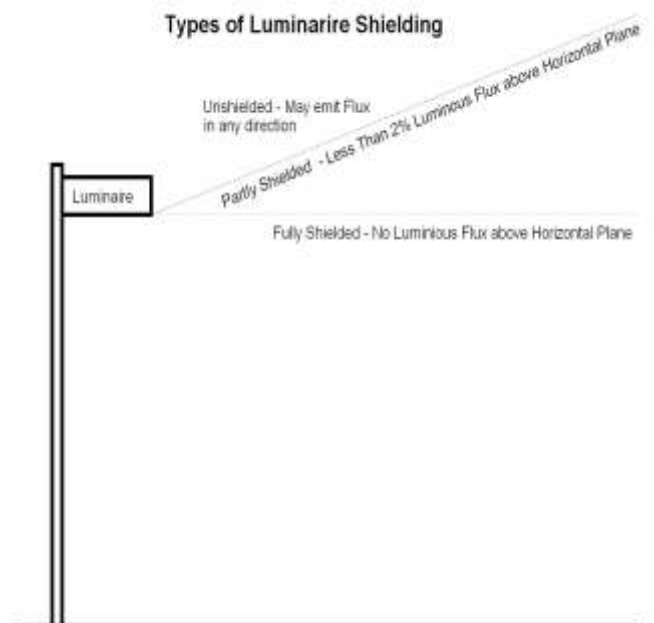 Types of Luminarire Shielding
Unshielded - May emit Flux
in any direction
Partly Shielded - Less Than 2% Luminous Flux above Horizontal Plane
Luminaire
Fully Shielded - No Luminious Flux above Horizontal Plane